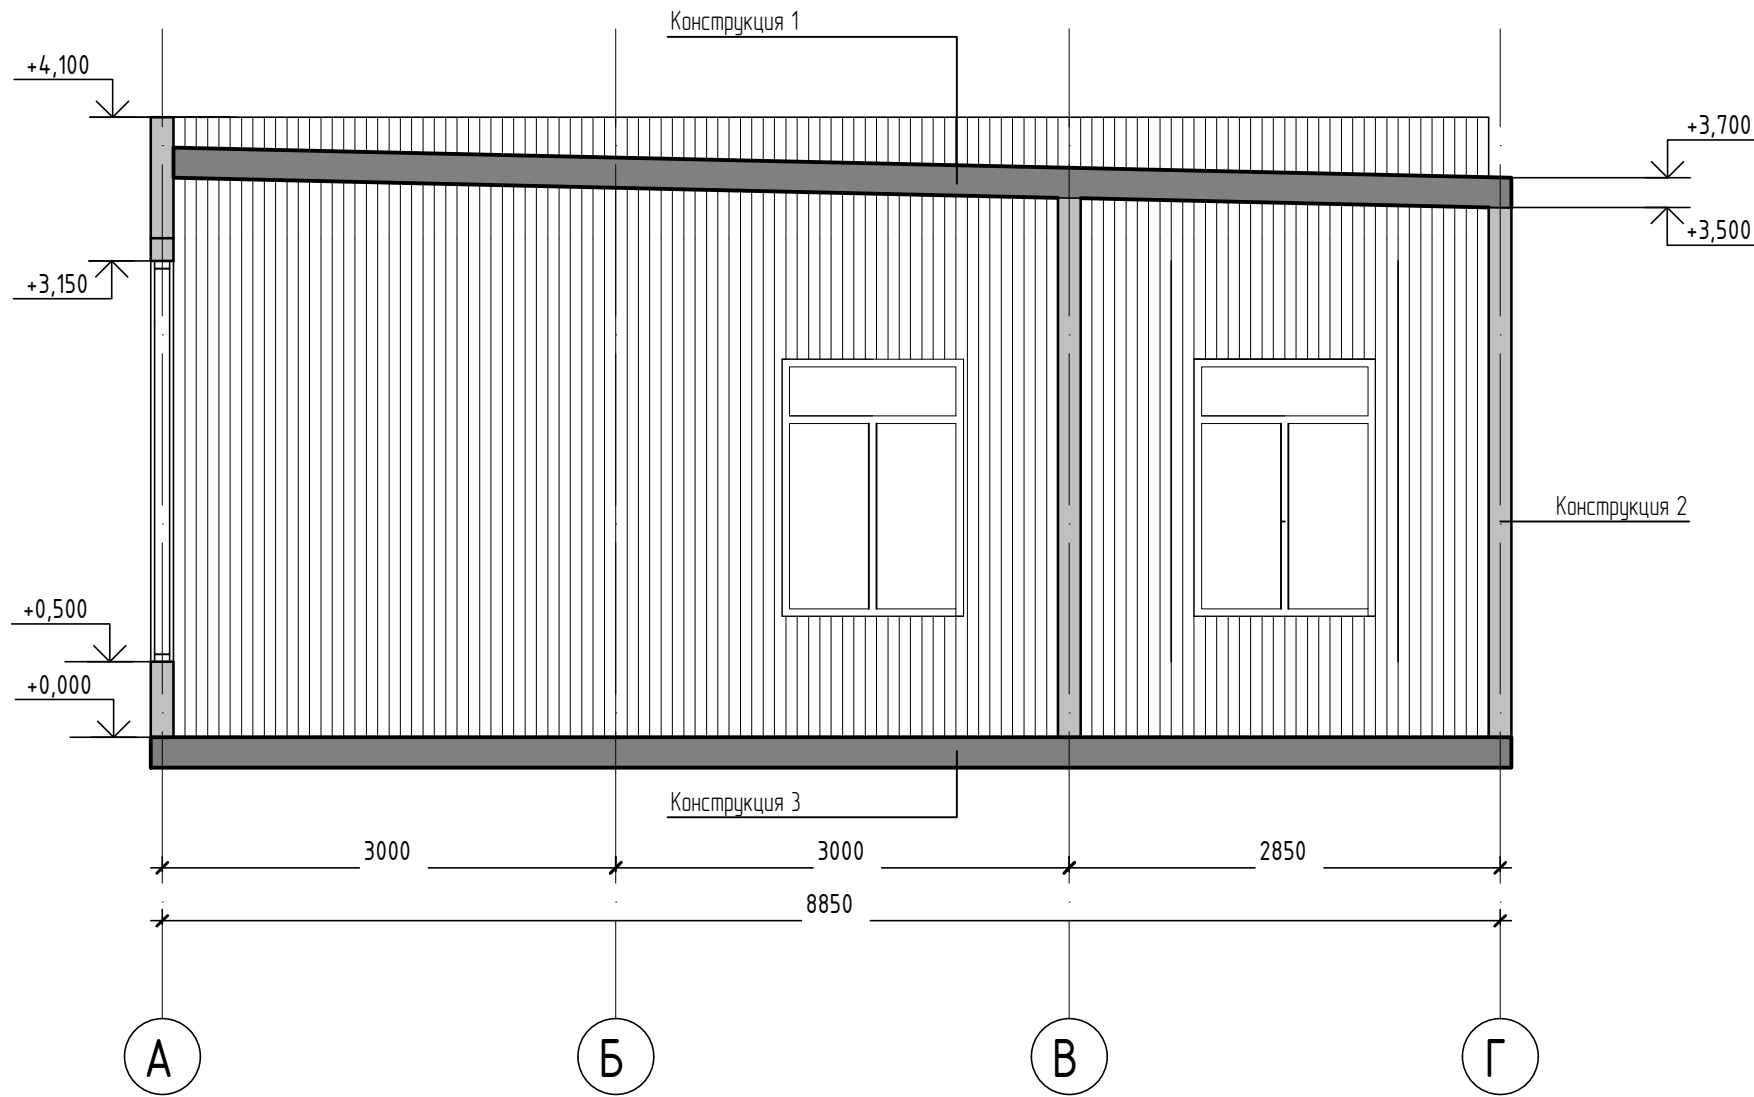 Конструкция 1
+4,100
+3,700
+3,500
+3,150
Конструкция 2
+0,500
+0,000
Конструкция 3
3000
3000
2850
8850
А
Б
В
Г